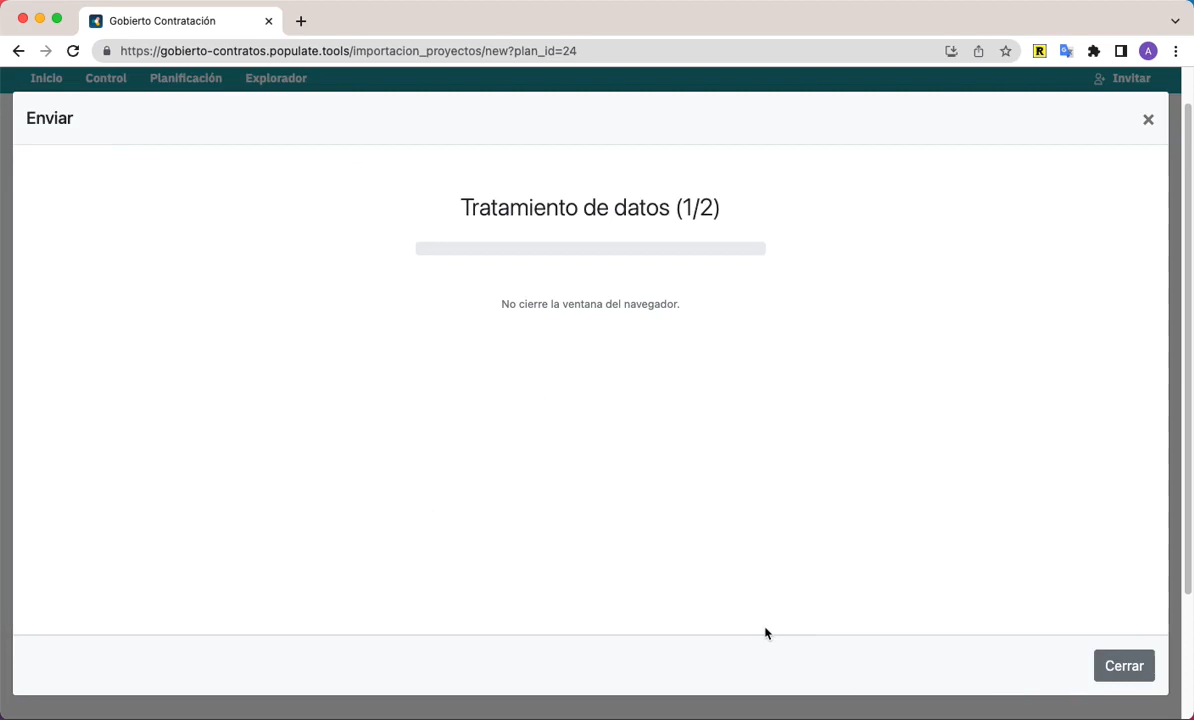 Gobierto Contratación
https://gobierto-contratos.populate.tools/importacion_proyectos/new?plan_id=24
R
A
Inicio
Control
Planificación
Explorador
Invitar
Enviar
Tratamiento de datos (1/2)
No cierre la ventana del navegador.
Cerrar